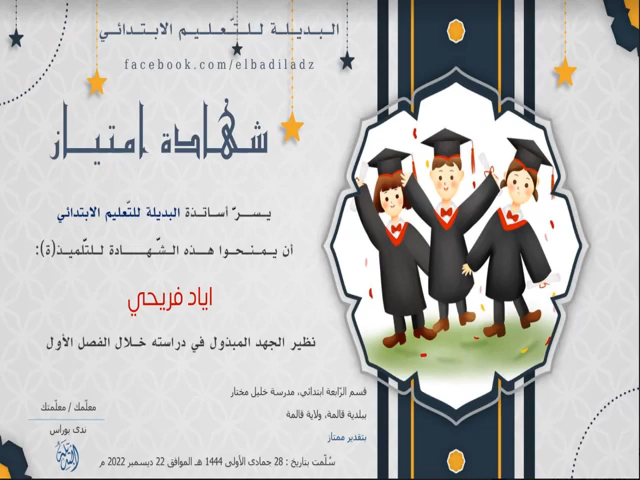 البديلة للتّعليم الابتدائي
facebook.com/elbadiladz
شهادة امتياز
يسرّ أساتذة البديلة للتّعليم الابتدائي
أن يمنحوا هذه الشّهادة للتّلميذ(ة):
اياد فريحي
نظير الجهد المبذول في دراسته خلال الفصل الأول
قسم الرّابعة ابتدائي، مدرسة خليل مختار
ببلدية قالمة، ولاية قالمة
بتقدير ممتاز
سُلّمت بتاريخ : 28 جمادى الأولى 1444 هـ الموافق 22 ديسمبر 2022 م
معلّمك / معلّمتك
ندى بوراس
البديلة